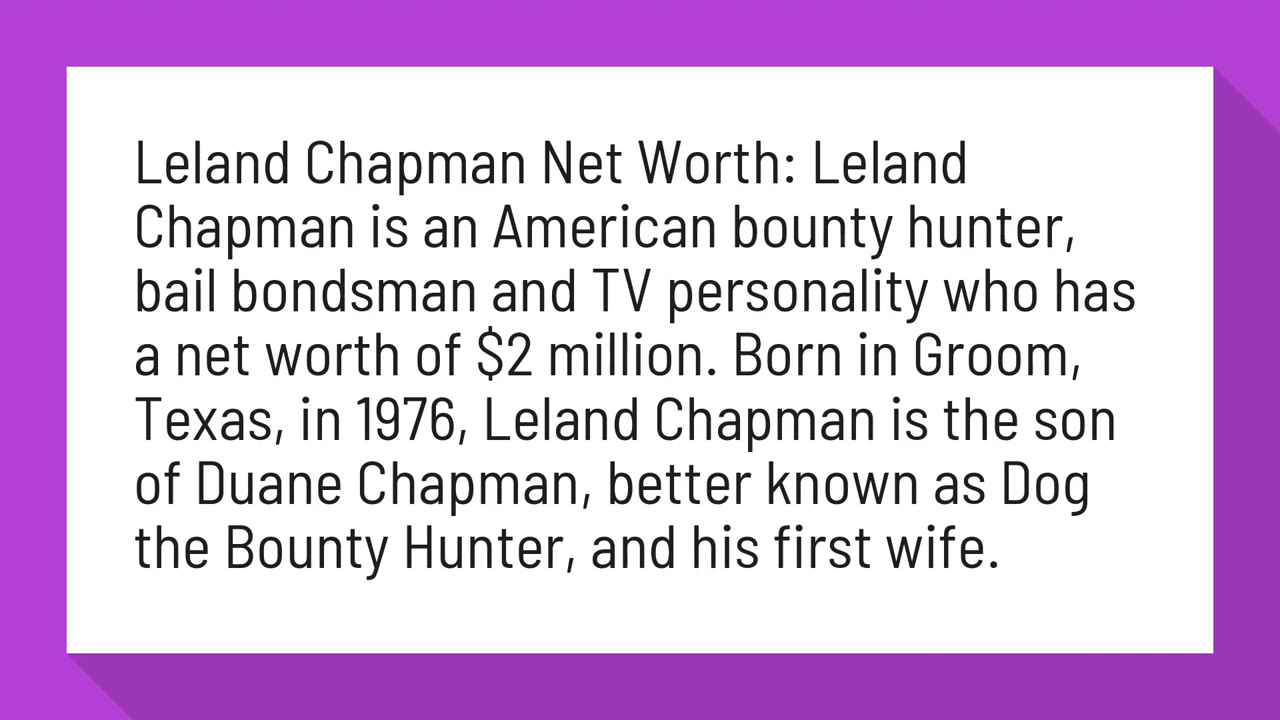 Leland Chapman Net Worth: Leland
Chapman is an American bounty hunter,
bail bondsman and TV personality who has
a net worth of $2 million. Born in Groom,
Texas, in 1976, Leland Chapman is the son
of Duane Chapman, better known as Dog
the Bounty Hunter, and his first wife.